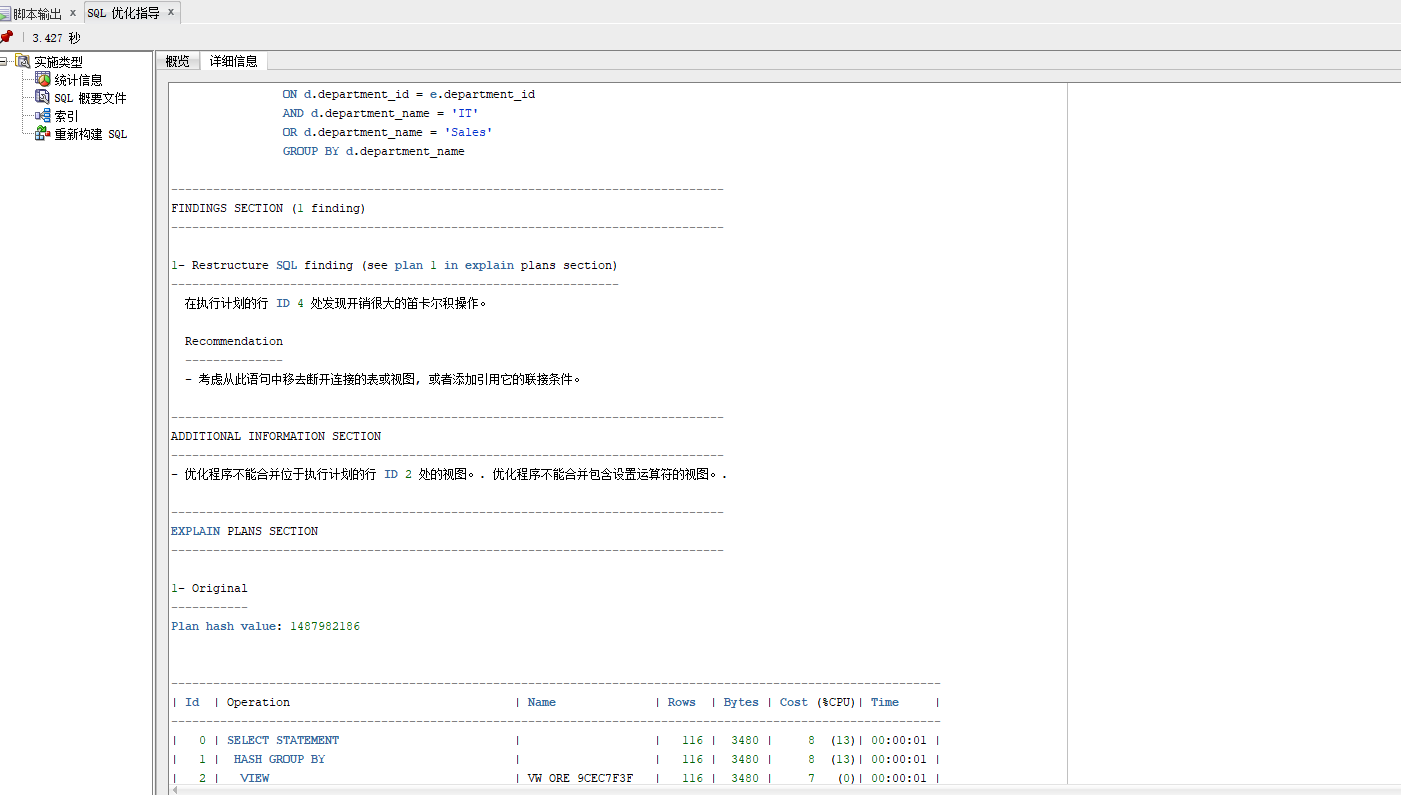 脚本输出 x SQL 优化指导 x
3.427 秒
实施类型
统计信息
SQL 概要文件
索引
重新构建 SQL
概览 详细信息
ON d.department_id = e.department_id
AND d.department_name = 'IT'
OR d.department_name = 'Sales'
GROUP BY d.department_name
-------------------------------------------------------------------------------
FINDINGS SECTION (1 finding)
-------------------------------------------------------------------------------
1- Restructure SQL finding (see plan 1 in explain plans section)
----------------------------------------------------------------
在执行计划的行 ID 4 处发现开销很大的笛卡尔积操作。
Recommendation
--------------
- 考虑从此语句中移去断开连接的表或视图, 或者添加引用它的联接条件。
-------------------------------------------------------------------------------
ADDITIONAL INFORMATION SECTION
-------------------------------------------------------------------------------
- 优化程序不能合并位于执行计划的行 ID 2 处的视图。. 优化程序不能合并包含设置运算符的视图。.
-------------------------------------------------------------------------------
EXPLAIN PLANS SECTION
-------------------------------------------------------------------------------
1- Original
-----------
Plan hash value: 1487982186
--------------------------------------------------------------------------------------------------------------
| Id | Operation | Name | Rows | Bytes | Cost (%CPU)| Time |
--------------------------------------------------------------------------------------------------------------
| 0 | SELECT STATEMENT | | 116 | 3480 | 8 (13)| 00:00:01 |
| 1 | HASH GROUP BY | | 116 | 3480 | 8 (13)| 00:00:01 |
| 2 | VIEW | VW_ORE_9CEC7F3F | 116 | 3480 | 7 (0)| 00:00:01 |